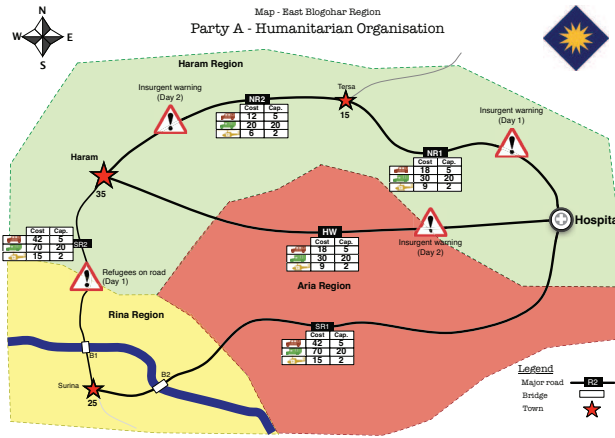 Map - East Blogohar Region
Party A - Humanitarian Organisation
N
W E
S
Haram Region
Insurgent warning
(Day 2)
NR2
Cost Cap.
12 5
20 20
6 2
Tersa
15
Insurgent warning
(Day 1)
NR1
Cost Cap.
18 5
30 20
9 2
Haram
35
Hospital
HW
Cost Cap.
18 5
30 20
9 2
Insurgent warning
(Day 2)
SR2
Cost Cap.
42 5
70 20
15 2
Refugees on road
(Day 1)
Aria Region
Rina Region
SR1
Cost Cap.
42 5
70 20
15 2
B1
B2
Surina
25
Legend
Major road R2
Bridge
Town